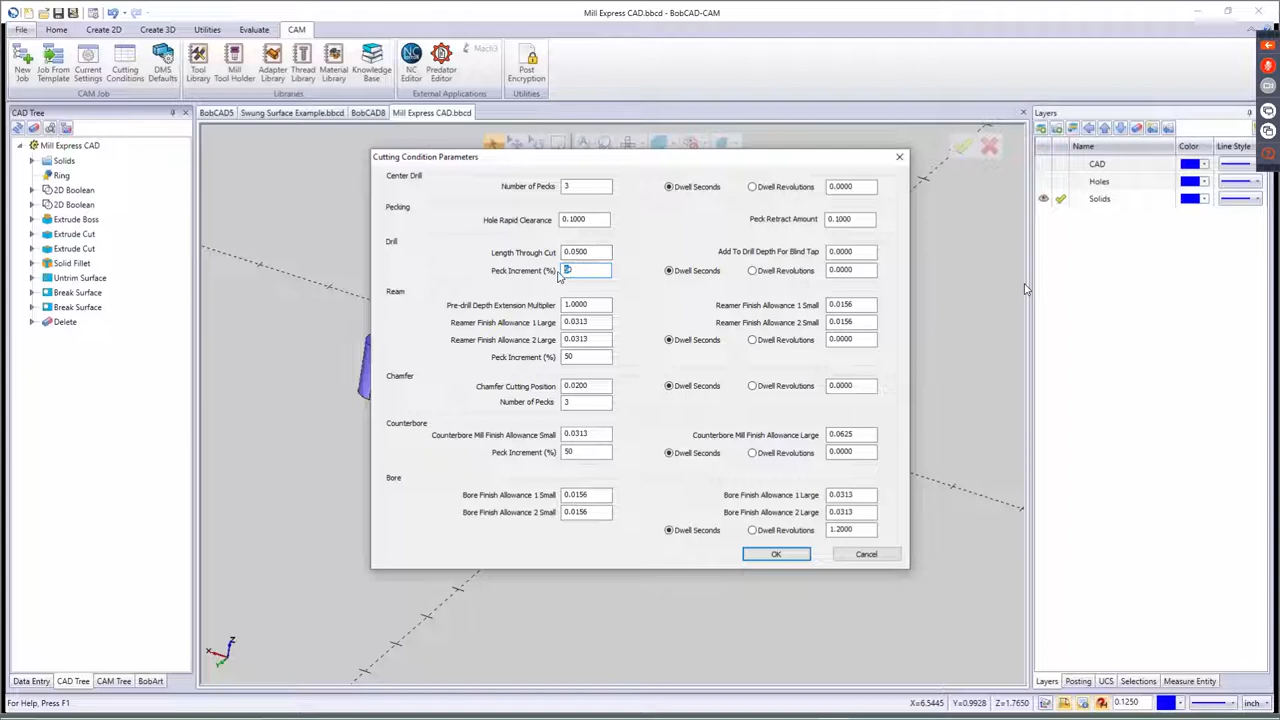 Mill Express CAD.bbcd - BobCAD-CAM
File Home Create 2D Create 3D Utilities Evaluate CAM
New Job
Job From Template
Current Settings
Cutting Conditions
DMS Defaults
Tool Library
Mill Tool Holder
Adapter Library
Thread Library
Material Library
Knowledge Base
NC Editor
Predator Editor
Mach3
Post Encryption
CAM Job Libraries External Applications Utilities
CAD Tree
BobCAD5 Swung Surface Example.bbcd BobCAD8 Mill Express CAD.bbcd
Layers
Mill Express CAD
Solids
Ring
2D Boolean
2D Boolean
Extrude Boss
Extrude Cut
Extrude Cut
Solid Fillet
Untrim Surface
Break Surface
Break Surface
Delete
Cutting Condition Parameters
Center Drill
Number of Pecks 3 Dwell Seconds Dwell Revolutions 0.0000
Pecking
Hole Rapid Clearance 0.1000 Peck Retract Amount 0.1000
Drill
Length Through Cut 0.0500 Add To Drill Depth For Blind Tap 0.0000
Peck Increment (%) Dwell Seconds Dwell Revolutions 0.0000
Ream
Pre-drill Depth Extension Multiplier 1.0000 Reamer Finish Allowance 1 Small 0.0156
Reamer Finish Allowance 1 Large 0.0313 Reamer Finish Allowance 2 Small 0.0156
Reamer Finish Allowance 2 Large 0.0313 Dwell Seconds Dwell Revolutions 0.0000
Peck Increment (%) 50
Chamfer
Chamfer Cutting Position 0.0200 Dwell Seconds Dwell Revolutions 0.0000
Number of Pecks 3
Counterbore
Counterbore Mill Finish Allowance Small 0.0313 Counterbore Mill Finish Allowance Large 0.0625
Peck Increment (%) 50 Dwell Seconds Dwell Revolutions 0.0000
Bore
Bore Finish Allowance 1 Small 0.0156 Bore Finish Allowance 1 Large 0.0313
Bore Finish Allowance 2 Small 0.0156 Bore Finish Allowance 2 Large 0.0313
Dwell Seconds Dwell Revolutions 1.2000
OK Cancel
Name Color Line Style
CAD
Holes
Solids
X Y Z
Data Entry CAD Tree CAM Tree BobArt
Layers Posting UCS Selections Measure Entity
For Help, Press F1
X=6.5445 Y=0.9928 Z=1.7650 0.1250 inch